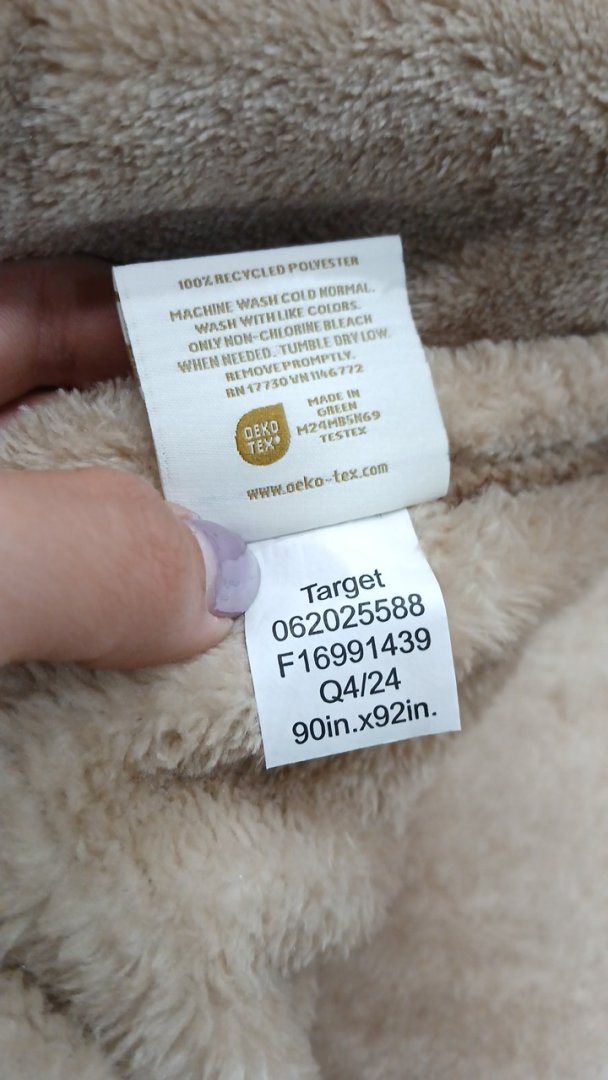 100% RECYCLED POLYESTER
MACHINE WASH COLD NORMAL.
WASH WITH LIKE COLORS.
ONLY NON-CHLORINE BLEACH
WHEN NEEDED. TUMBLE DRY LOW.
REMOVE PROMPTLY.
RN 17730 VN 1146772
OEKO
TEX®
MADE IN
GREEN
M24MB5N69
TESTEX
www.oeko-tex.com
Target
062025588
F16991439
Q4/24
90in.x92in.